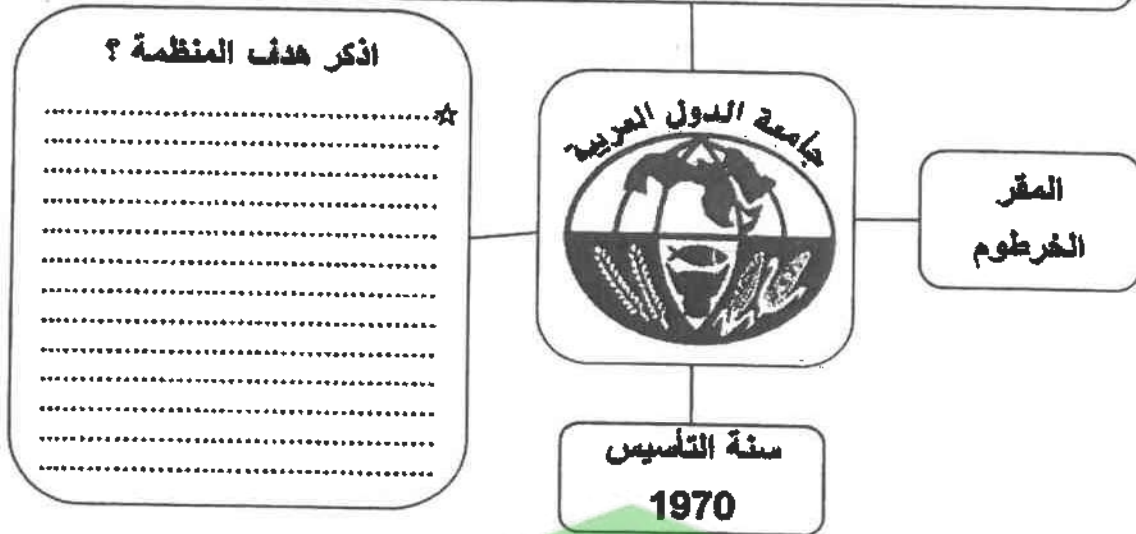 اذكر هدف المنظمة ؟
جامعة الدول العربية
المقر
الخرطوم
سنة التأسيس
1970